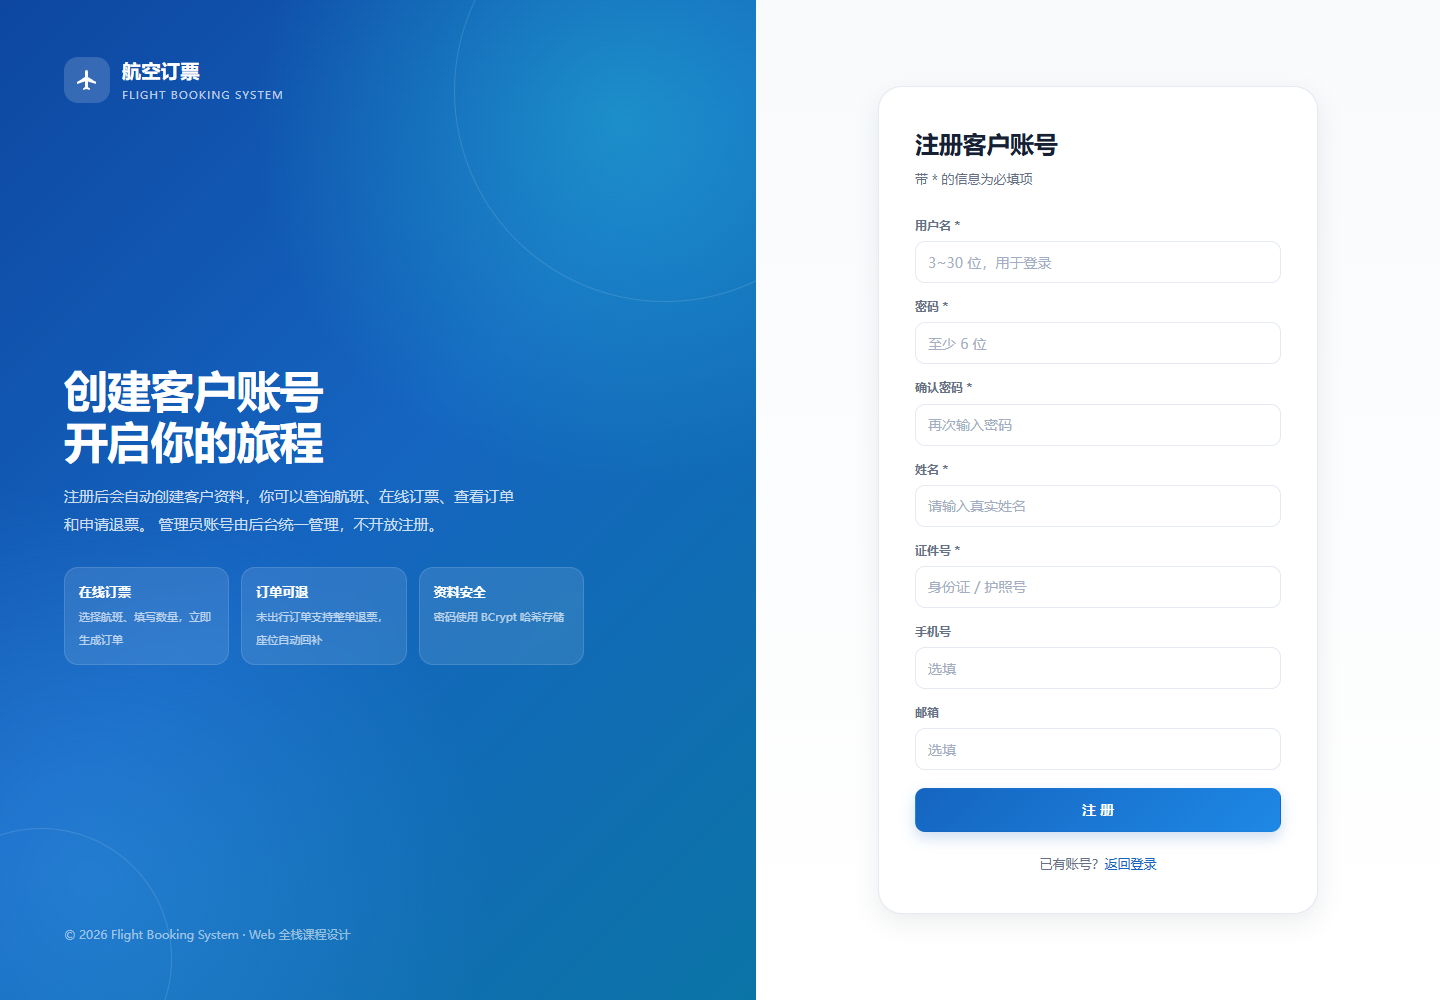 航空订票
FLIGHT BOOKING SYSTEM
创建客户账号
开启你的旅程
注册后会自动创建客户资料，你可以查询航班、在线订票、查看订单
和申请退票。 管理员账号由后台统一管理，不开放注册。
在线订票
选择航班、填写数量，立即
生成订单
订单可退
未出行订单支持整单退票，
座位自动回补
资料安全
密码使用 BCrypt 哈希存储
© 2026 Flight Booking System · Web 全栈课程设计
注册客户账号
带 * 的信息为必填项
用户名 *
3~30 位，用于登录
密码 *
至少 6 位
确认密码 *
再次输入密码
姓名 *
请输入真实姓名
证件号 *
身份证 / 护照号
手机号
选填
邮箱
选填
注 册
已有账号？返回登录